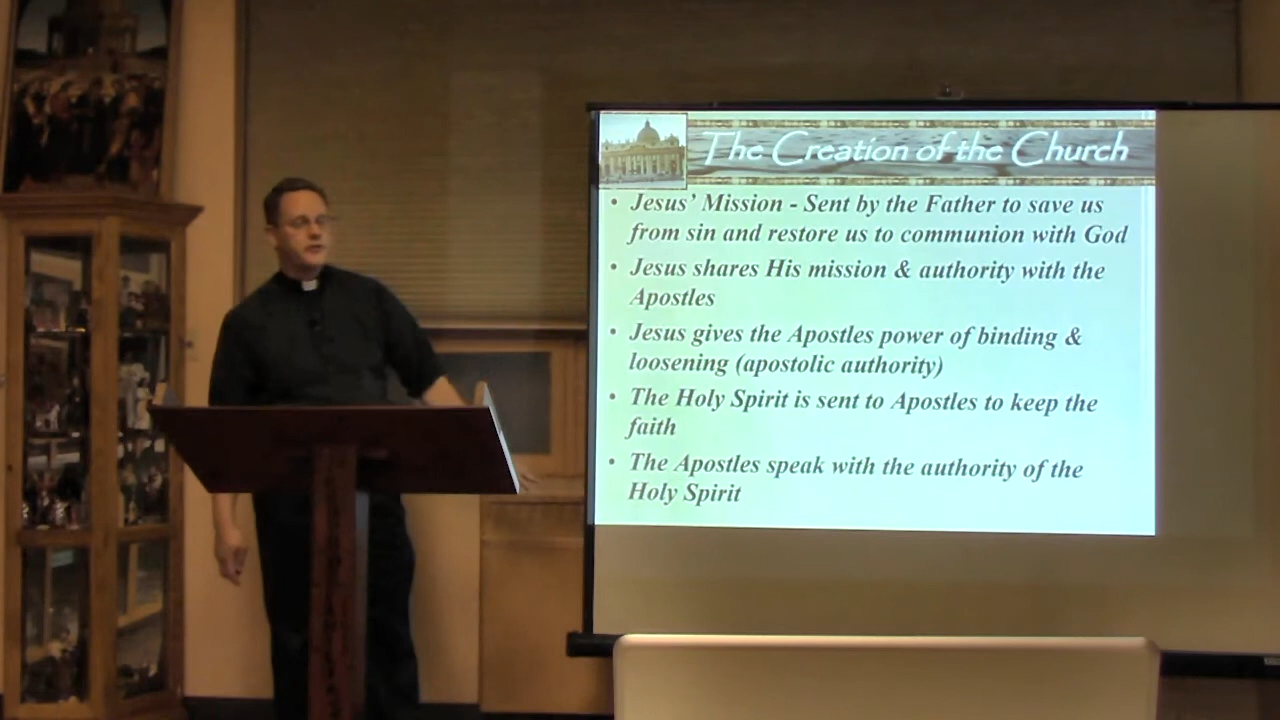 The Creation of the Church
• Jesus' Mission - Sent by the Father to save us
from sin and restore us to communion with God
• Jesus shares His mission & authority with the
Apostles
• Jesus gives the Apostles power of binding &
loosening (apostolic authority)
• The Holy Spirit is sent to Apostles to keep the
faith
• The Apostles speak with the authority of the
Holy Spirit